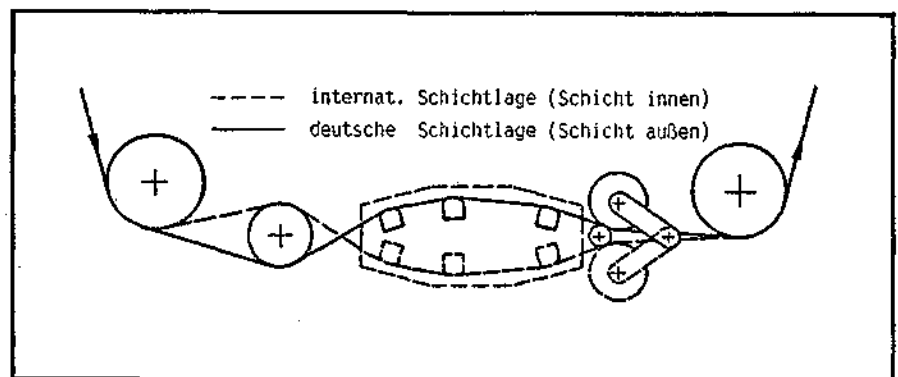 internat. Schichtlage (Schicht innen)
deutsche Schichtlage (Schicht außen)